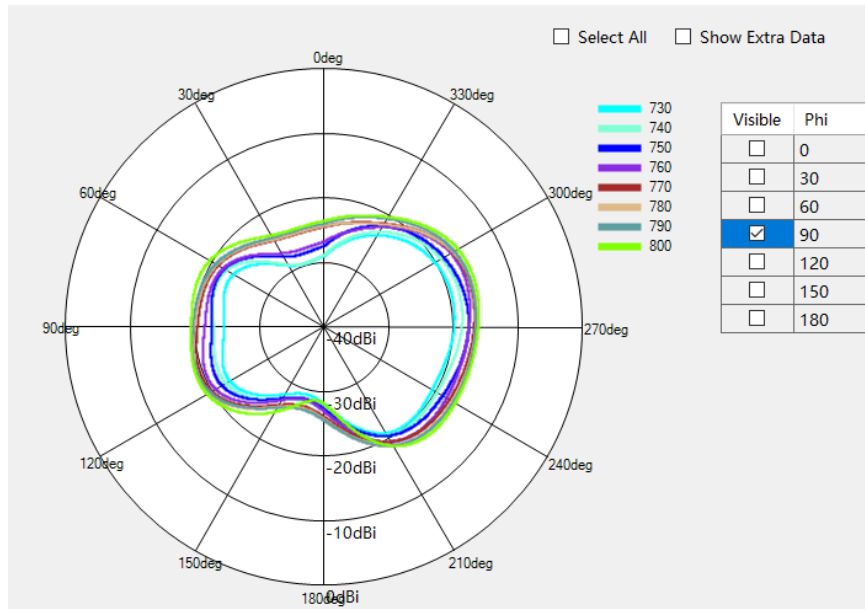 Select All
Show Extra Data
0deg
30deg
330deg
730
740
750
760
770
780
790
800
Visible Phi
0
30
60
90
120
150
180
60deg
300deg
90deg
270deg
-40dBi
-30dBi
120deg
240deg
-20dBi
-10dBi
150deg
210deg
0dBi
180deg